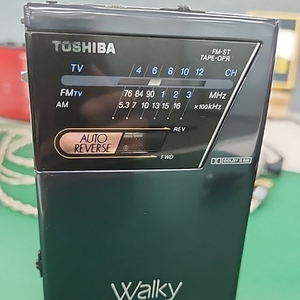 TOSHIBA
FM-ST
TAPE-OPR
TV 4 6 8 10 12 CH
FMTV 76 84 90 1 2 3 MHz
AM 5.3 7 10 13 15 16 ×100kHz
AUTO REVERSE
REV
FWD
DOLBY B NR
Walky